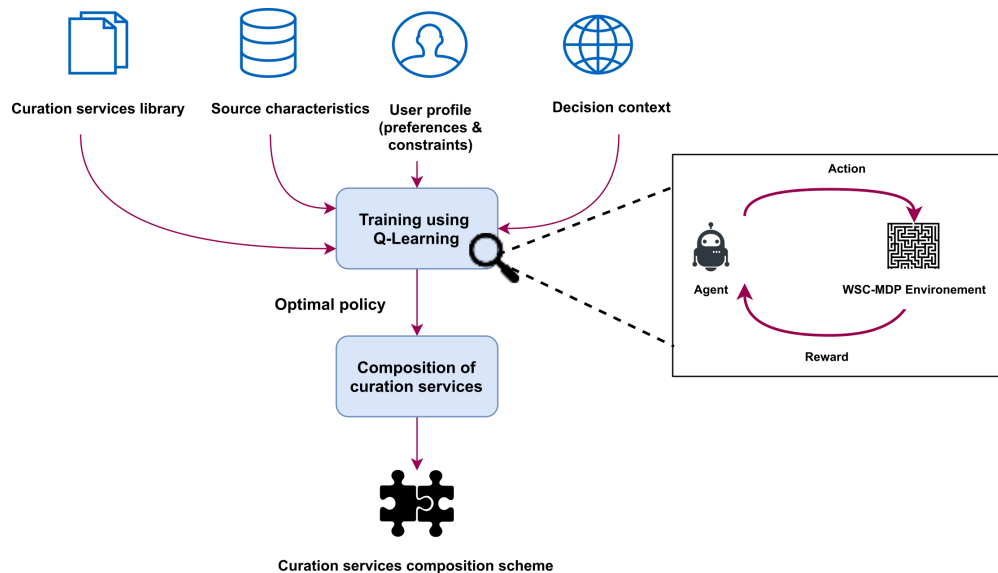 Curation services library
Source characteristics
User profile
(preferences &
constraints)
Decision context
Training using
Q-Learning
Action
Agent
WSC-MDP Environement
Reward
Optimal policy
Composition of
curation services
Curation services composition scheme